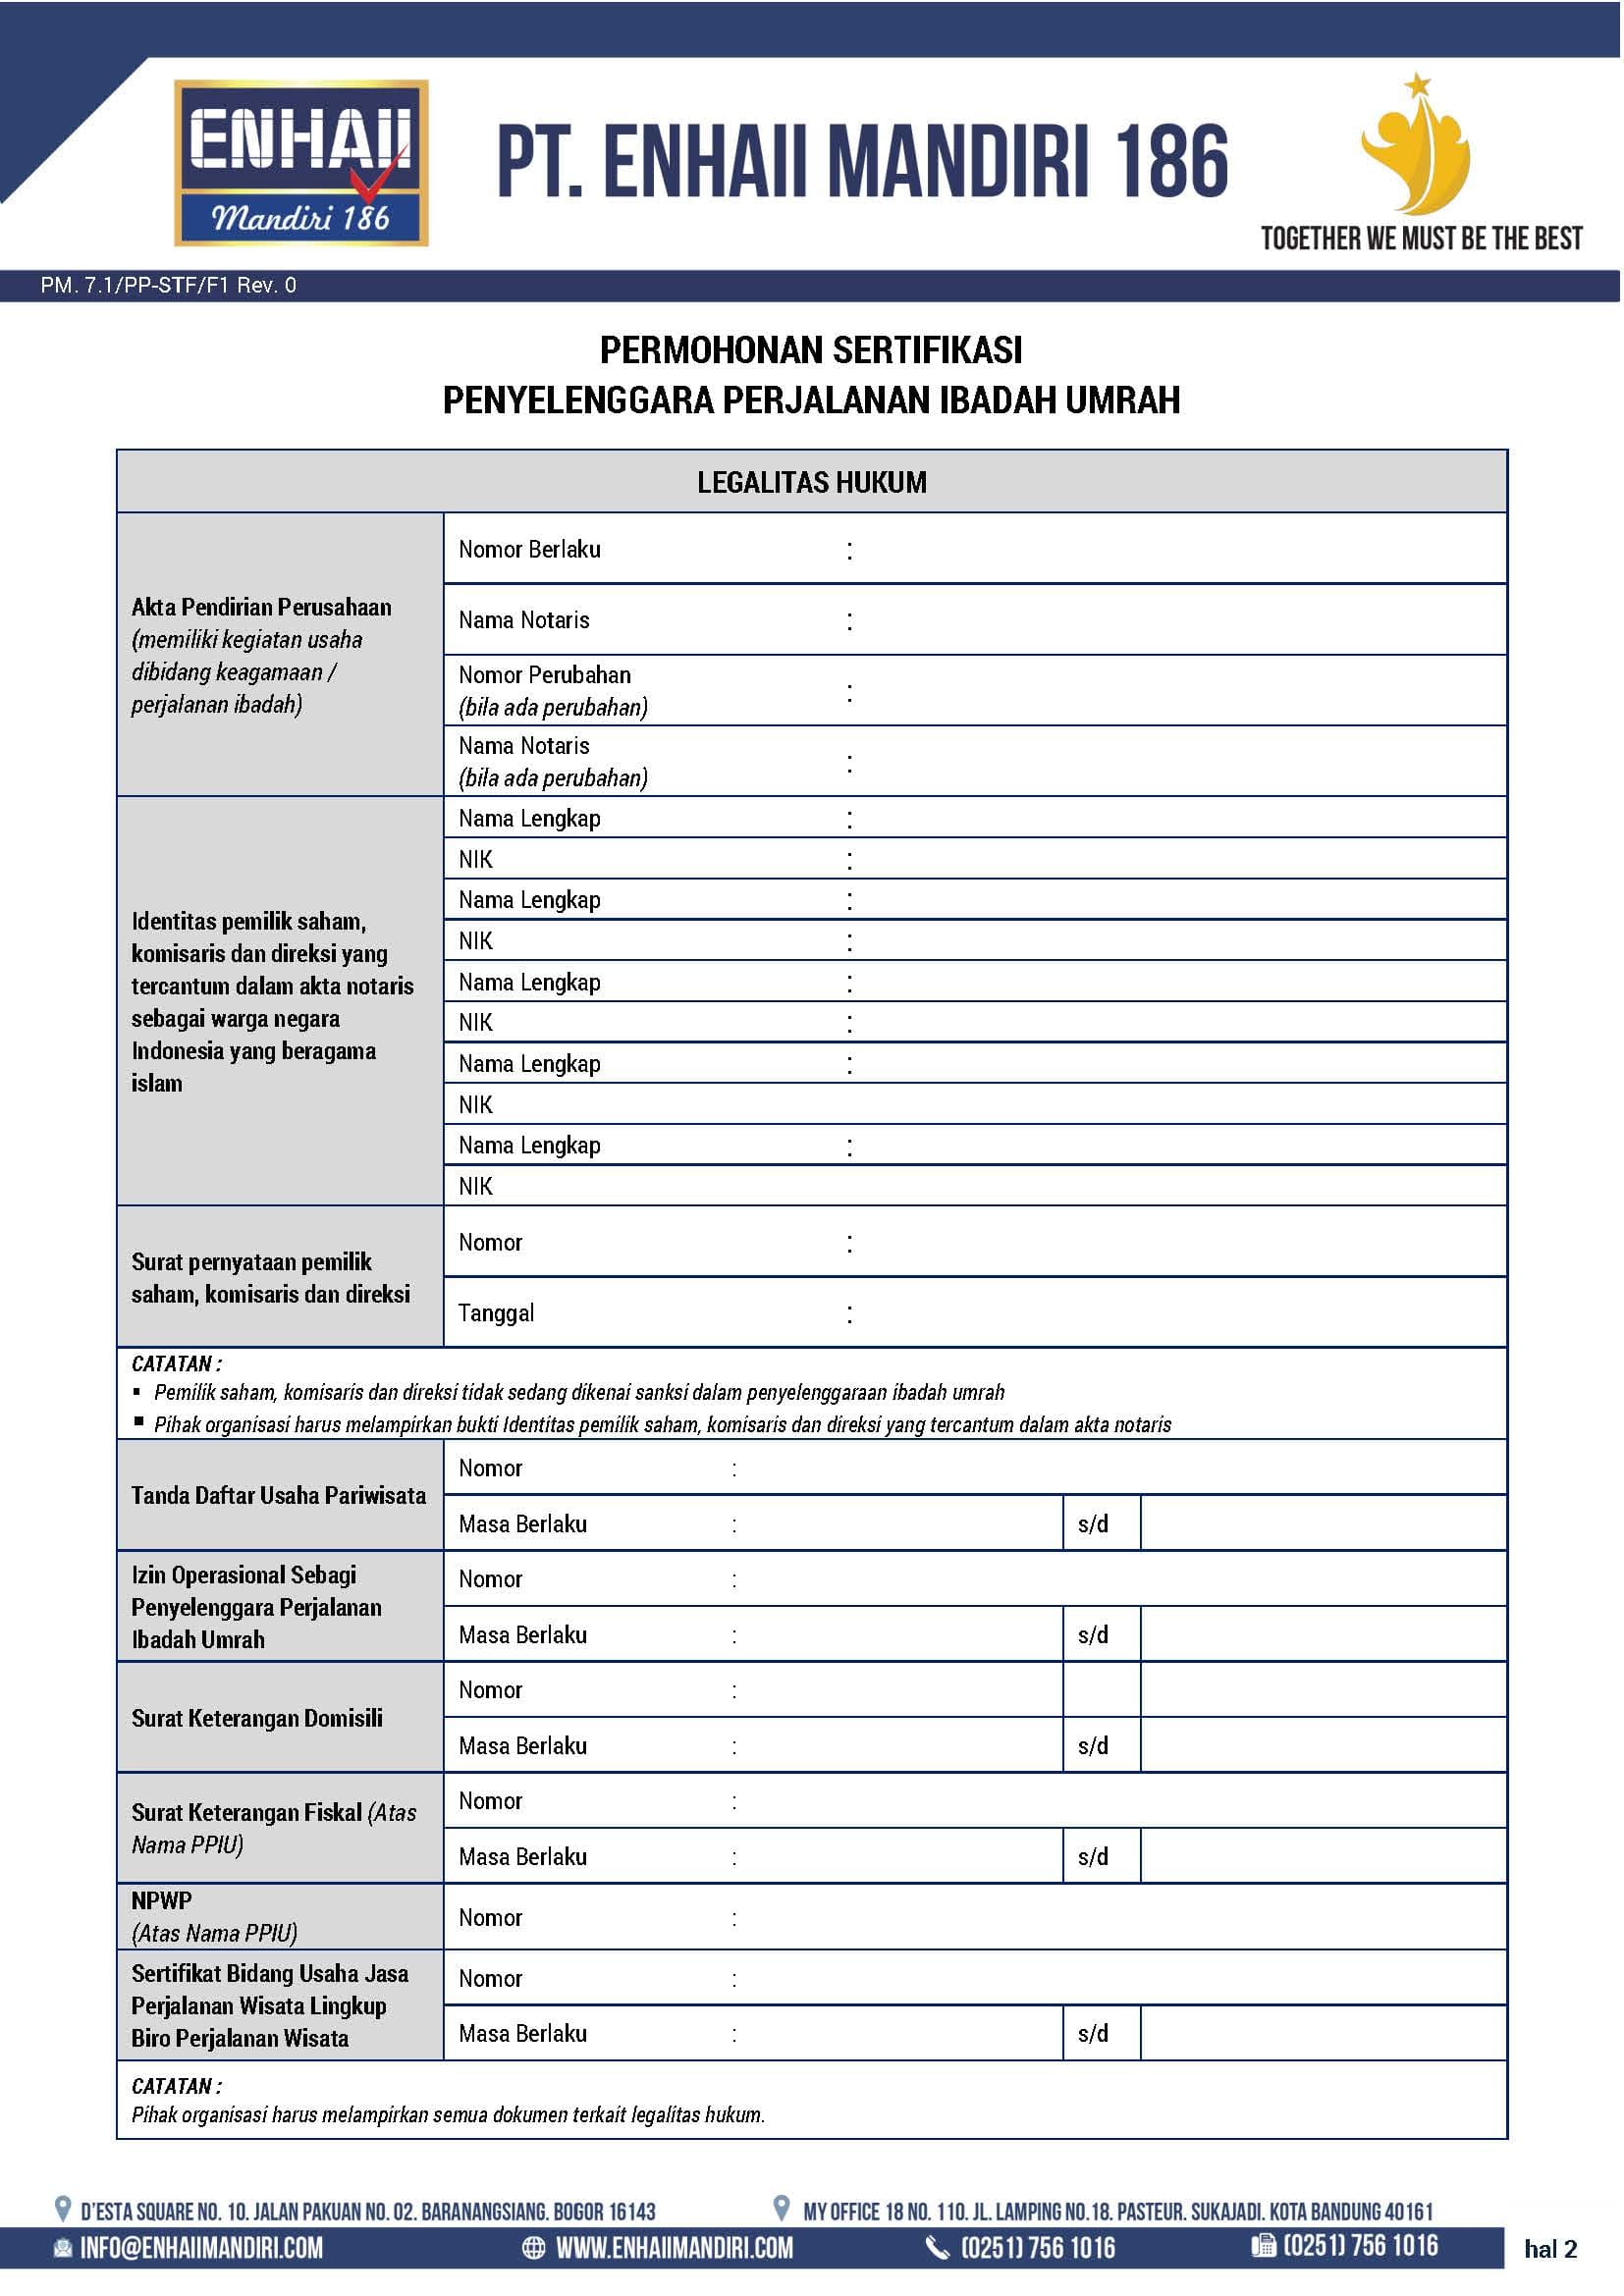 ENHAII
Mandiri 186
PT. ENHAII MANDIRI 186
TOGETHER WE MUST BE THE BEST
PM. 7.1/PP-STF/F1 Rev. 0
PERMOHONAN SERTIFIKASI
PENYELENGGARA PERJALANAN IBADAH UMRAH
LEGALITAS HUKUM
Akta Pendirian Perusahaan
(memiliki kegiatan usaha
dibidang keagamaan /
perjalanan ibadah)
Nomor Berlaku :
Nama Notaris :
Nomor Perubahan
(bila ada perubahan) :
Nama Notaris
(bila ada perubahan) :
Identitas pemilik saham,
komisaris dan direksi yang
tercantum dalam akta notaris
sebagai warga negara
Indonesia yang beragama
islam
Nama Lengkap :
NIK :
Nama Lengkap :
NIK :
Nama Lengkap :
NIK :
Nama Lengkap :
NIK
Nama Lengkap :
NIK
Surat pernyataan pemilik
saham, komisaris dan direksi
Nomor :
Tanggal :
CATATAN :
▪ Pemilik saham, komisaris dan direksi tidak sedang dikenai sanksi dalam penyelenggaraan ibadah umrah
▪ Pihak organisasi harus melampirkan bukti Identitas pemilik saham, komisaris dan direksi yang tercantum dalam akta notaris
Tanda Daftar Usaha Pariwisata
Nomor :
Masa Berlaku : s/d
Izin Operasional Sebagi
Penyelenggara Perjalanan
Ibadah Umrah
Nomor :
Masa Berlaku : s/d
Surat Keterangan Domisili
Nomor :
Masa Berlaku : s/d
Surat Keterangan Fiskal (Atas
Nama PPIU)
Nomor :
Masa Berlaku : s/d
NPWP
(Atas Nama PPIU)
Nomor :
Sertifikat Bidang Usaha Jasa
Perjalanan Wisata Lingkup
Biro Perjalanan Wisata
Nomor :
Masa Berlaku : s/d
CATATAN :
Pihak organisasi harus melampirkan semua dokumen terkait legalitas hukum.
D'ESTA SQUARE NO. 10. JALAN PAKUAN NO. 02. BARANANGSIANG. BOGOR 16143
MY OFFICE 18 NO. 110. JL. LAMPING NO.18. PASTEUR. SUKAJADI. KOTA BANDUNG 40161
INFO@ENHAIIMANDIRI.COM
WWW.ENHAIIMANDIRI.COM
(0251) 756 1016
(0251) 756 1016
hal 2